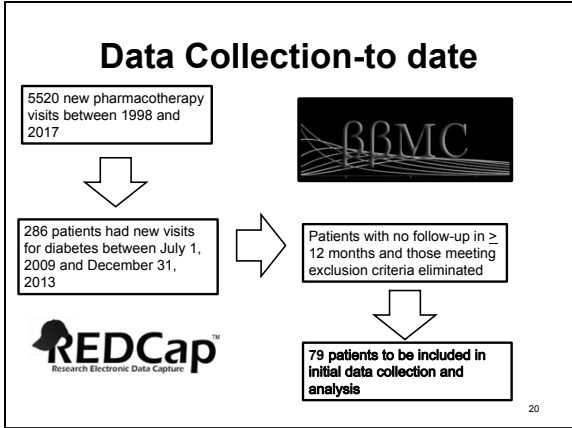 Data Collection-to date
5520 new pharmacotherapy
visits between 1998 and
2017
ββMC
286 patients had new visits
for diabetes between July 1,
2009 and December 31,
2013
Patients with no follow-up in ≥
12 months and those meeting
exclusion criteria eliminated
REDCap™
Research Electronic Data Capture
79 patients to be included in
initial data collection and
analysis
20